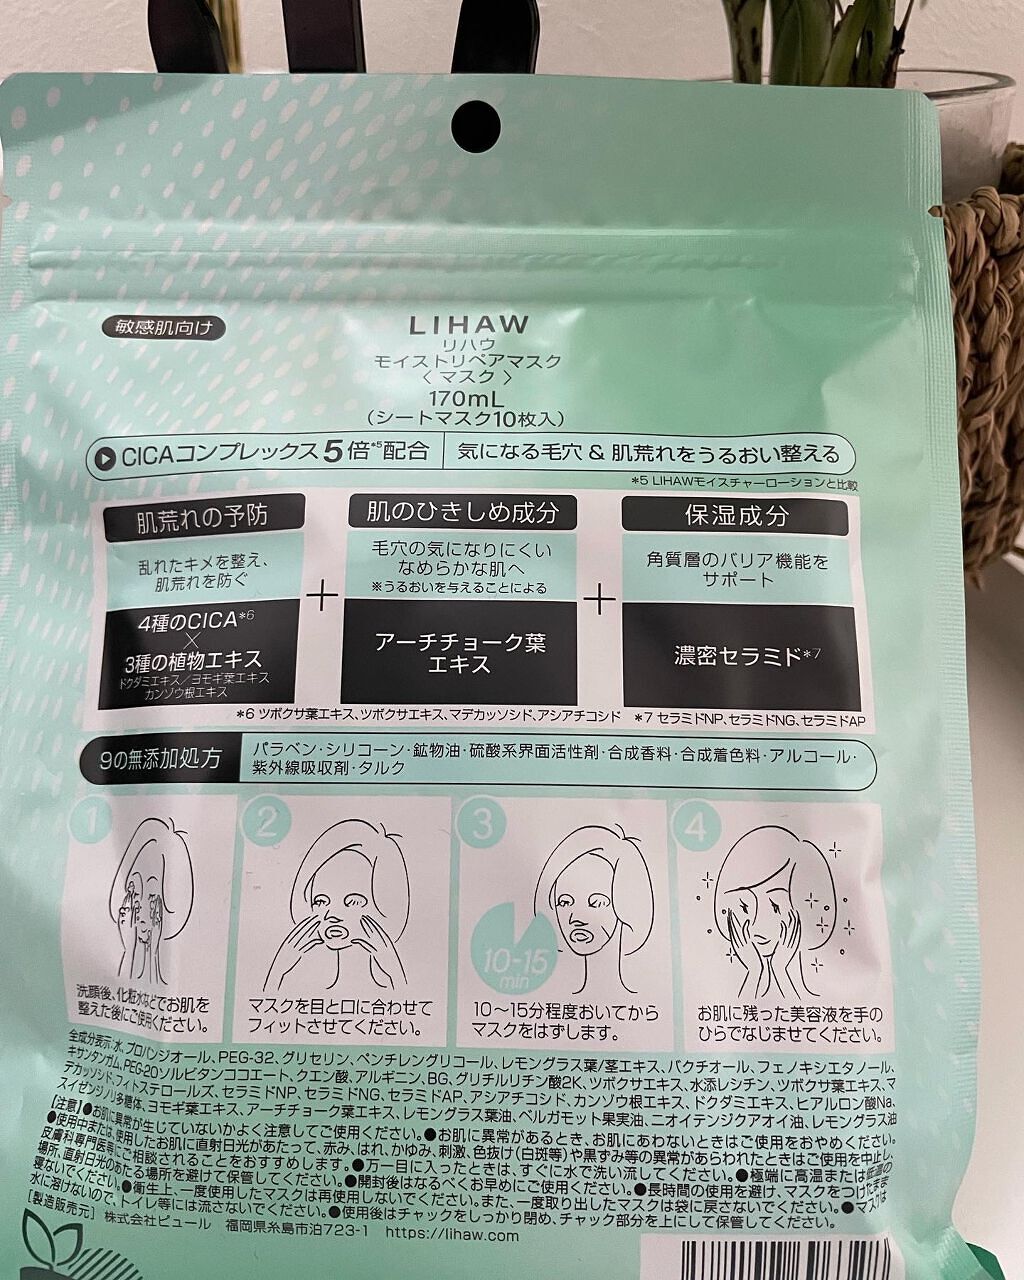 敏感肌向け
LIHAW
リハウ
モイストリペアマスク
〈マスク〉
170mL
(シートマスク10枚入)
CICAコンプレックス5倍*5配合 気になる毛穴 & 肌荒れをうるおい整える
*5 LIHAWモイスチャーローションと比較
肌荒れの予防
乱れたキメを整え、
肌荒れを防ぐ
4種のCICA*6
×
3種の植物エキス
ドクダミエキス/ヨモギ葉エキス
カンゾウ根エキス
+
肌のひきしめ成分
毛穴の気になりにくい
なめらかな肌へ
※うるおいを与えることによる
アーチチョーク葉
エキス
+
保湿成分
角質層のバリア機能を
サポート
濃密セラミド*7
*6 ツボクサ葉エキス、ツボクサエキス、マデカッソシド、アシアチコシド *7 セラミドNP、セラミドNG、セラミドAP
9の無添加処方
パラベン・シリコーン・鉱物油・硫酸系界面活性剤・合成香料・合成着色料・アルコール・
紫外線吸収剤・タルク
1
洗顔後、化粧水などでお肌を
整えた後にご使用ください。
2
マスクを目と口に合わせて
フィットさせてください。
3
10-15
min
10〜15分程度おいてから
マスクをはずします。
4
お肌に残った美容液を手の
ひらでなじませてください。
全成分表示:水、プロパンジオール、PEG-32、グリセリン、ペンチレングリコール、レモングラス葉/茎エキス、バクチオール、フェノキシエタノール、
キサンタンガム、PEG-20ソルビタンココエート、クエン酸、アルギニン、BG、グリチルリチン酸2K、ツボクサエキス、水添レシチン、ツボクサ葉エキス、マ
デカッソシド、フィトステロールズ、セラミドNP、セラミドNG、セラミドAP、アシアチコシド、カンゾウ根エキス、ドクダミエキス、ヒアルロン酸Na、
スイゼンジノリ多糖体、ヨモギ葉エキス、アーチチョーク葉エキス、レモングラス葉油、ベルガモット果実油、ニオイテンジクアオイ油、レモングラス油
【注意】●お肌に異常が生じていないかよく注意してご使用ください。●お肌に異常があるとき、お肌にあわないときはご使用をおやめください。
●使用中または使用したお肌に直射日光があたって、赤み、はれ、かゆみ、刺激、色抜け(白斑等)や黒ずみ等の異常があらわれたときはご使用を中止し、
皮膚科専門医等にご相談されることをおすすめします。●万一目に入ったときは、すぐに水で洗い流してください。●極端に高温または低温の
場所、直射日光のあたる場所を避けて保管してください。●開封後はなるべくお早めにご使用ください。●長時間の使用を避け、マスクをつけたまま
寝ないでください。●衛生上、一度使用したマスクは再使用しないでください。また、一度取り出したマスクは袋に戻さないでください。●マスクは
水に溶けないので、トイレ等には流さないでください。●使用後はチャックをしっかり閉め、チャック部分を上にして保管してください。
[製造販売元] 株式会社ピュール 福岡県糸島市泊723-1 https://lihaw.com